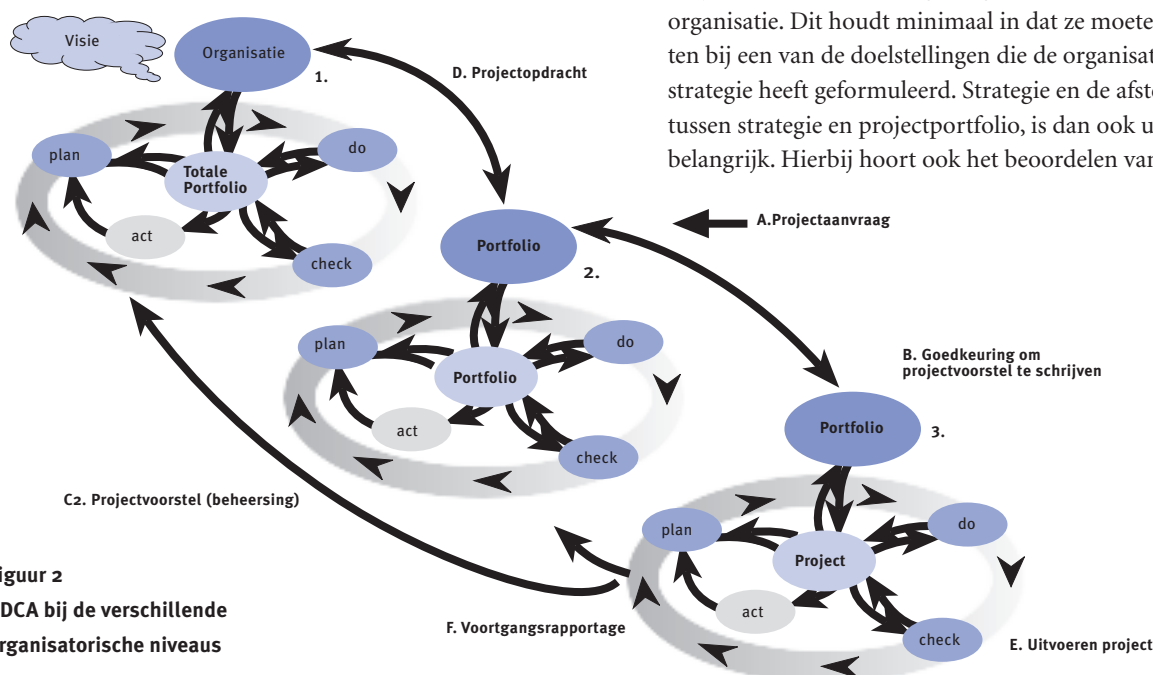 organisatie. Dit houdt minimaal in dat ze moete
ten bij een van de doelstellingen die de organisat
strategie heeft geformuleerd. Strategie en de afste
tussen strategie en projectportfolio, is dan ook u
belangrijk. Hierbij hoort ook het beoordelen van
Visie
Organisatie
1.
D. Projectopdracht
plan
do
Totale
Portfolio
act
check
A.Projectaanvraag
Portfolio
2.
plan
do
Portfolio
act
check
B. Goedkeuring om
projectvoorstel te schrijven
Portfolio
3.
C2. Projectvoorstel (beheersing)
plan
do
Project
act
check
F. Voortgangsrapportage
E. Uitvoeren project
iguur 2
DCA bij de verschillende
rganisatorische niveaus